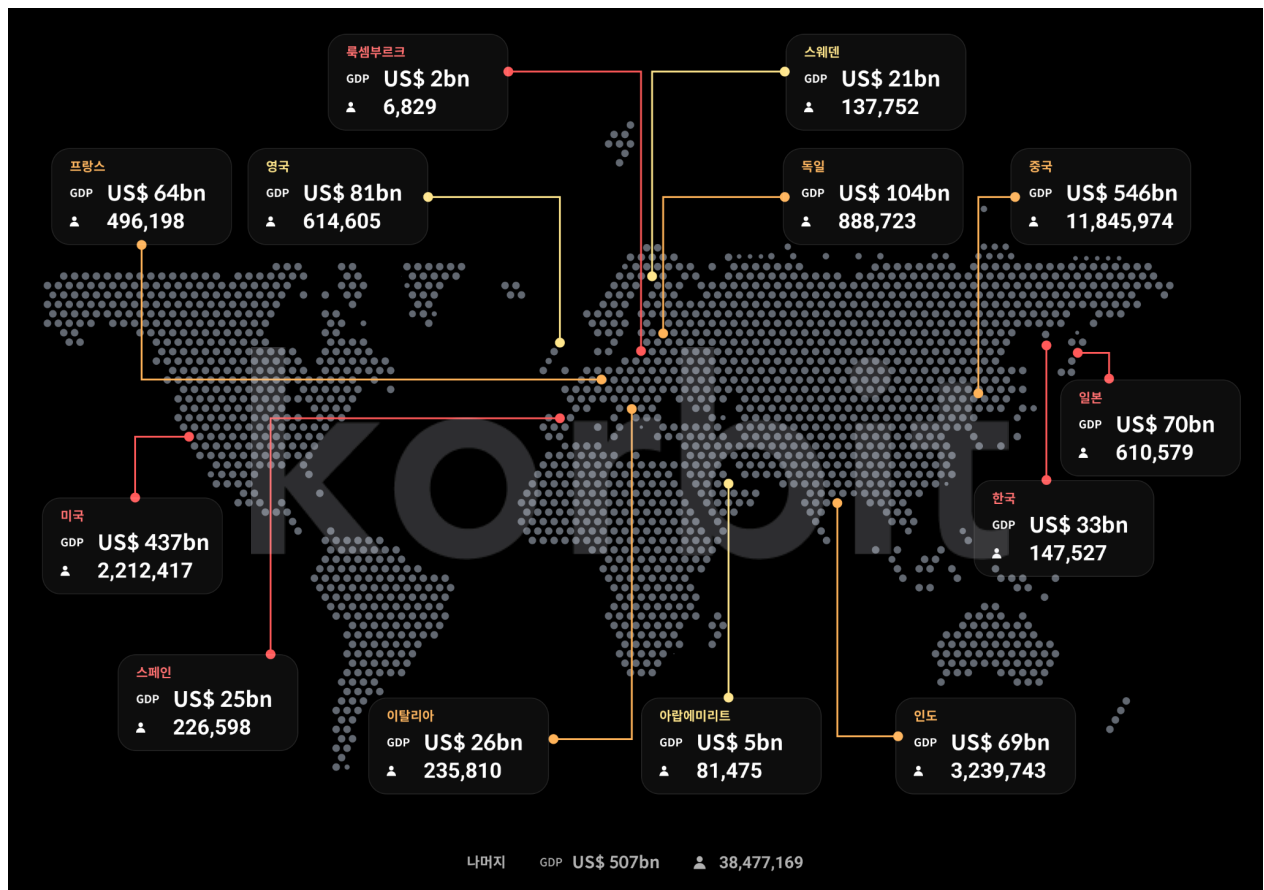 룩셈부르크
GDP US$ 2bn
6,829
스웨덴
GDP US$ 21bn
137,752
프랑스
GDP US$ 64bn
496,198
영국
GDP US$ 81bn
614,605
독일
GDP US$ 104bn
888,723
중국
GDP US$ 546bn
11,845,974
일본
GDP US$ 70bn
610,579
미국
GDP US$ 437bn
2,212,417
한국
GDP US$ 33bn
147,527
스페인
GDP US$ 25bn
226,598
이탈리아
GDP US$ 26bn
235,810
아랍에미리트
GDP US$ 5bn
81,475
인도
GDP US$ 69bn
3,239,743
나머지 GDP US$ 507bn 38,477,169
korbit